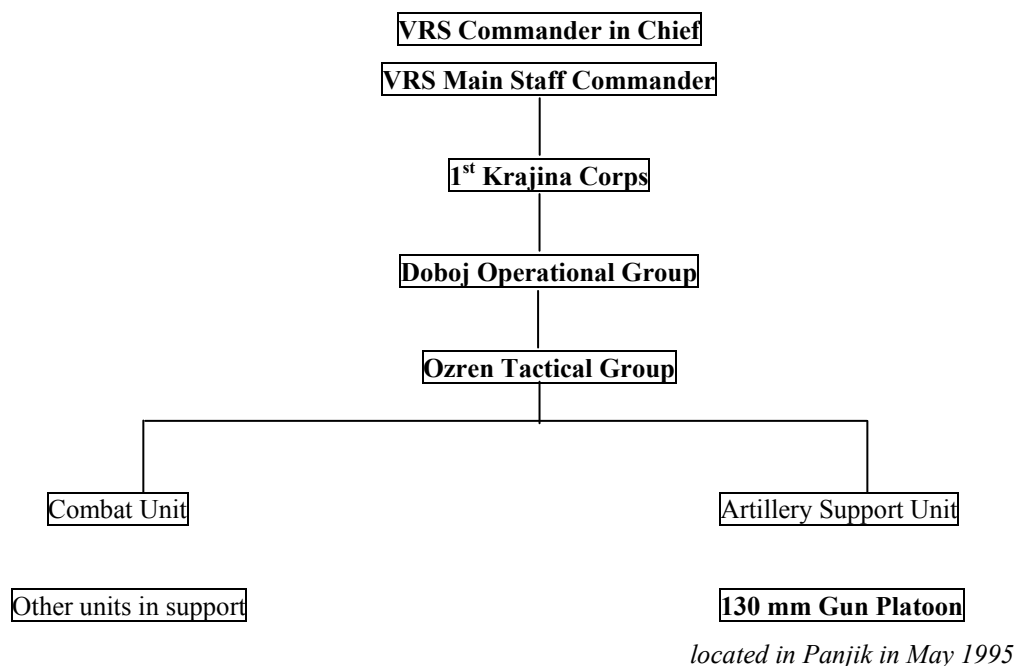 VRS Commander in Chief
VRS Main Staff Commander
1st Krajina Corps
Doboj Operational Group
Ozren Tactical Group
Combat Unit
Artillery Support Unit
Other units in support
130 mm Gun Platoon
located in Panjik in May 1995